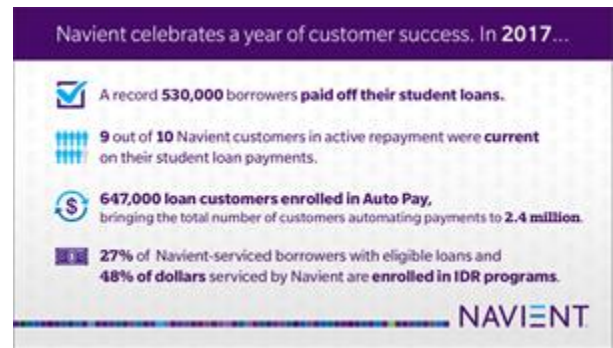 Navient celebrates a year of customer success. In 2017...
A record 530,000 borrowers paid off their student loans.
9 out of 10 Navient customers in active repayment were current
on their student loan payments.
647,000 loan customers enrolled in Auto Pay,
bringing the total number of customers automating payments to 2.4 million.
27% of Navient-serviced borrowers with eligible loans and
48% of dollars serviced by Navient are enrolled in IDR programs.
NAVIENT